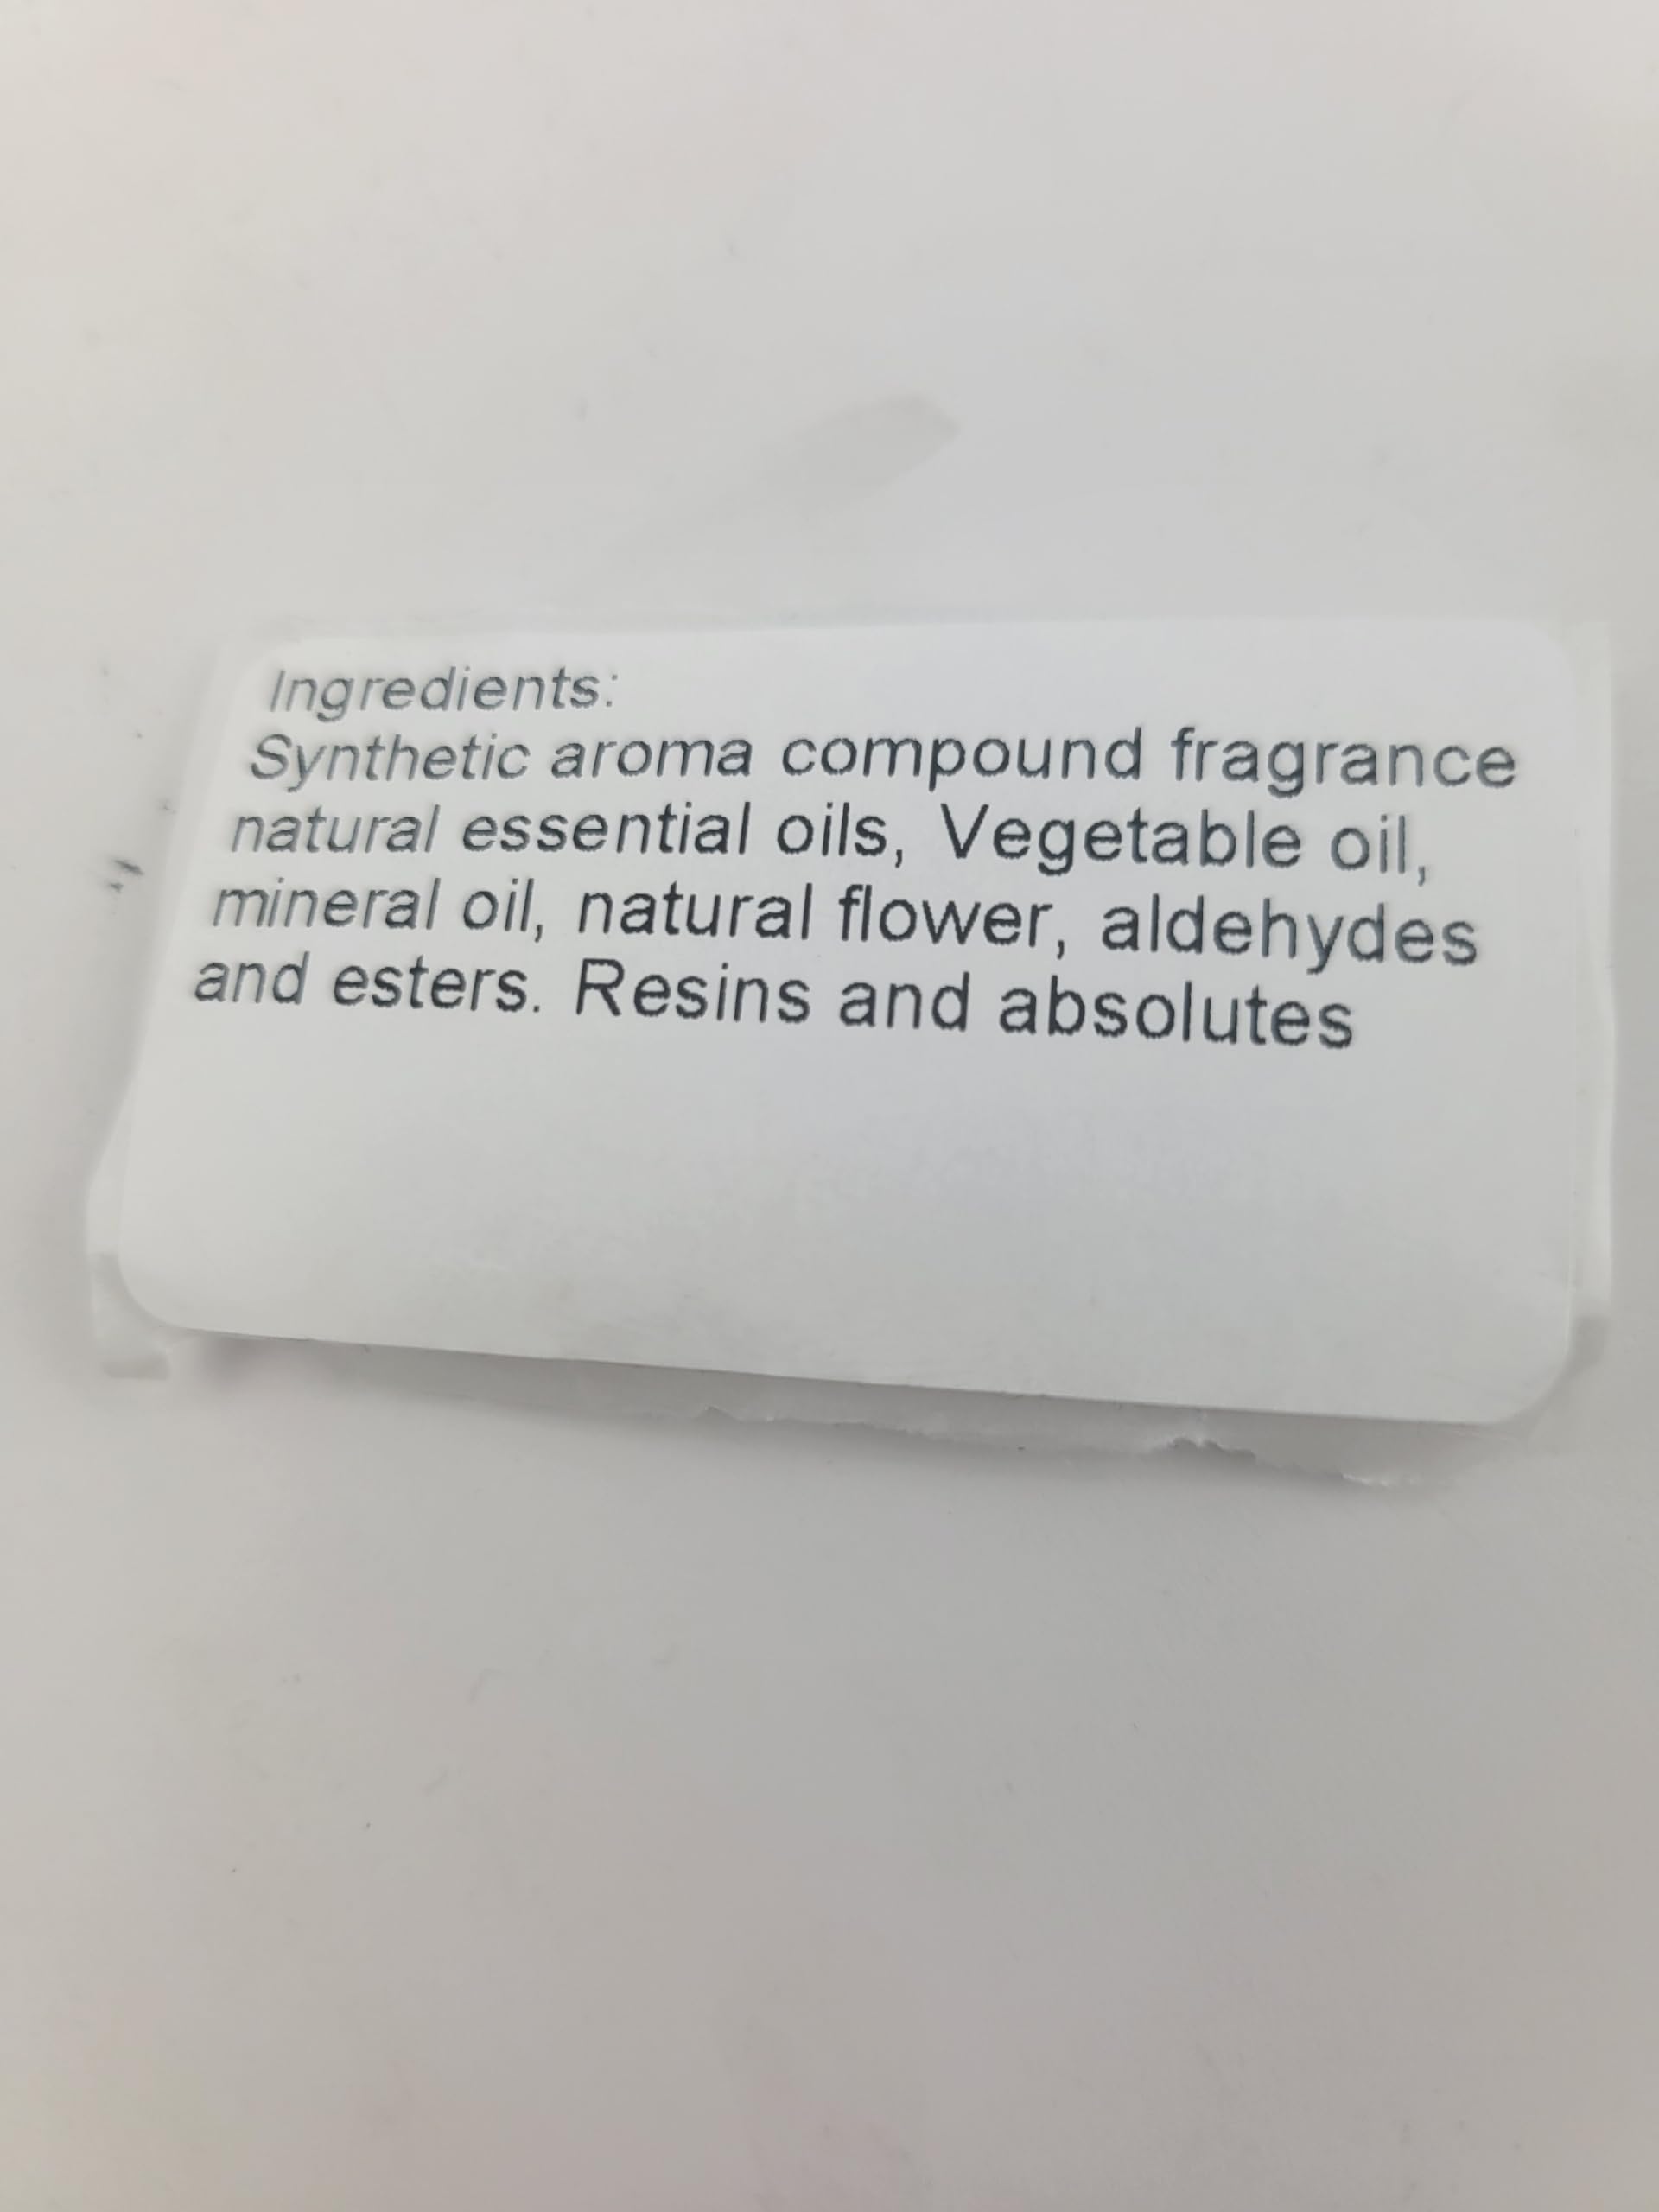 Ingredients:
Synthetic aroma compound fragrance
natural essential oils, Vegetable oil,
mineral oil, natural flower, aldehydes
and esters. Resins and absolutes